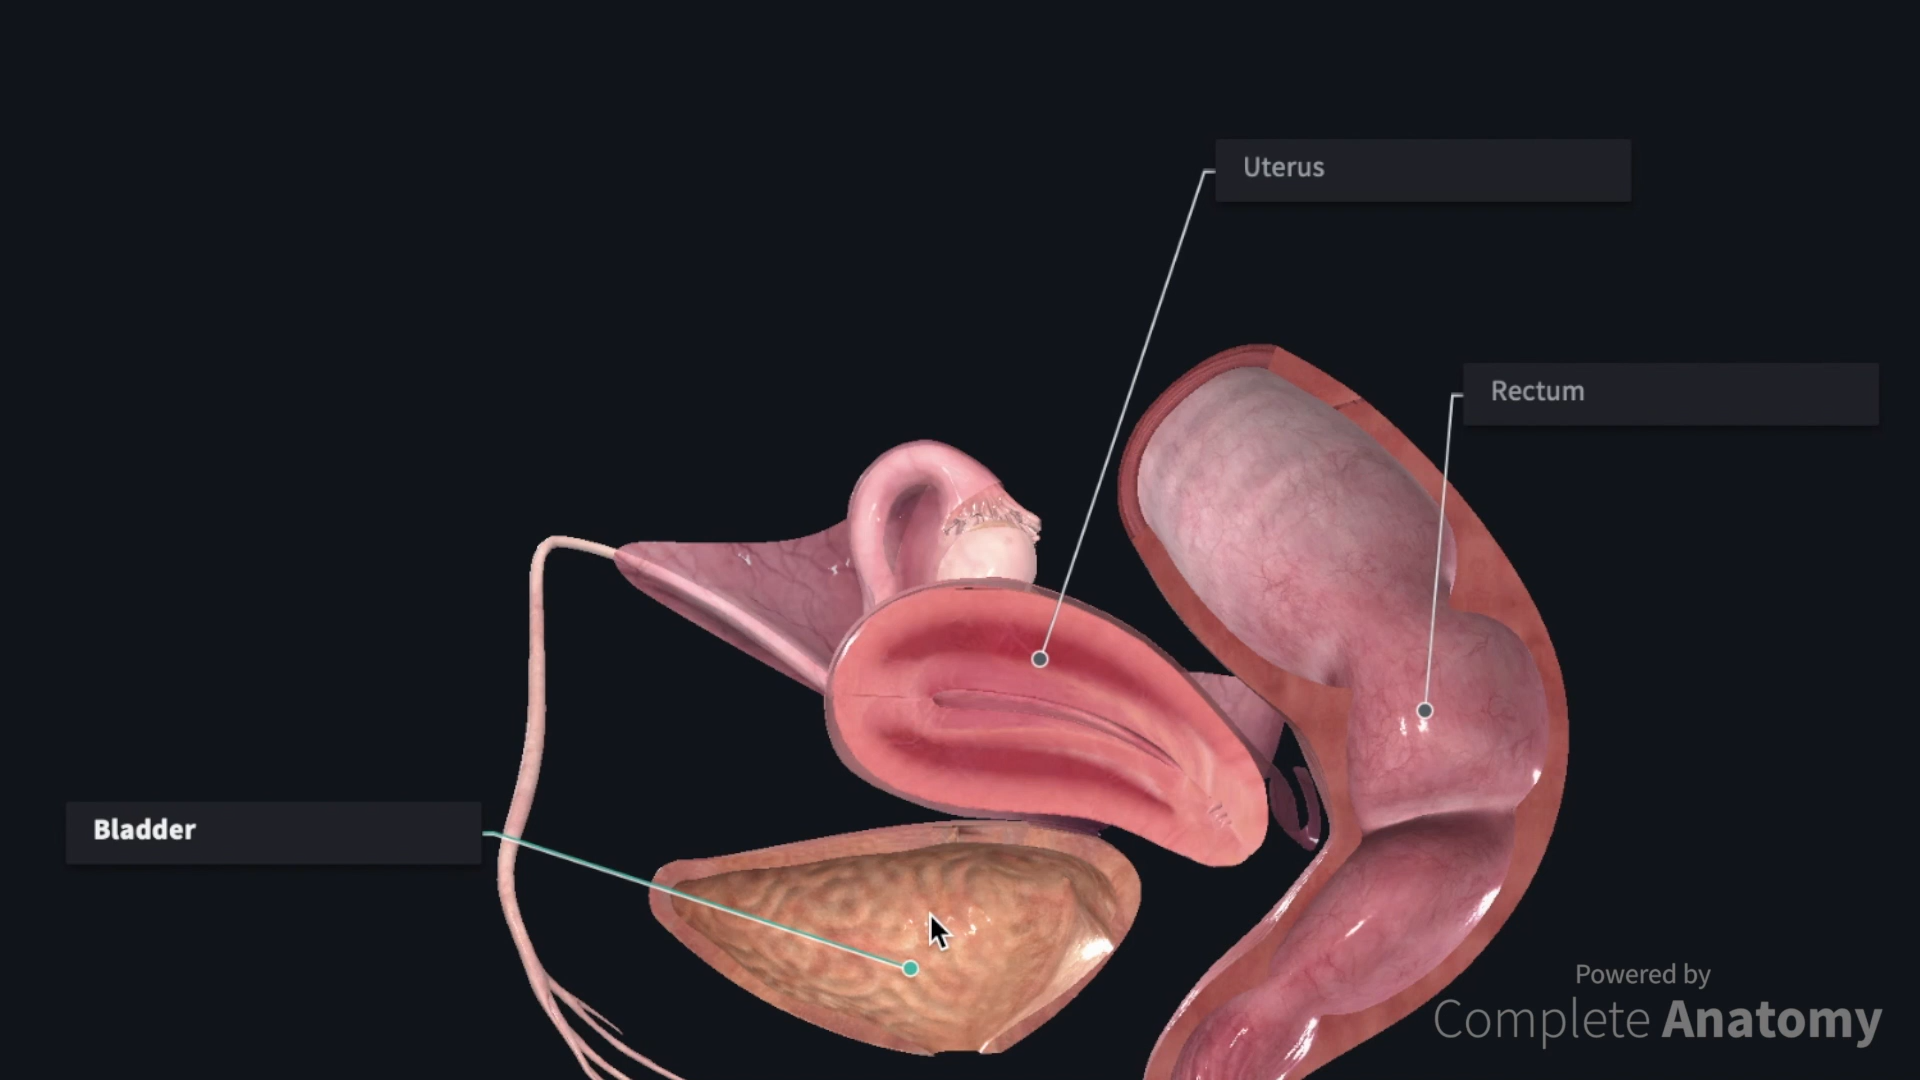 Uterus
Rectum
Bladder
Powered by
Complete Anatomy